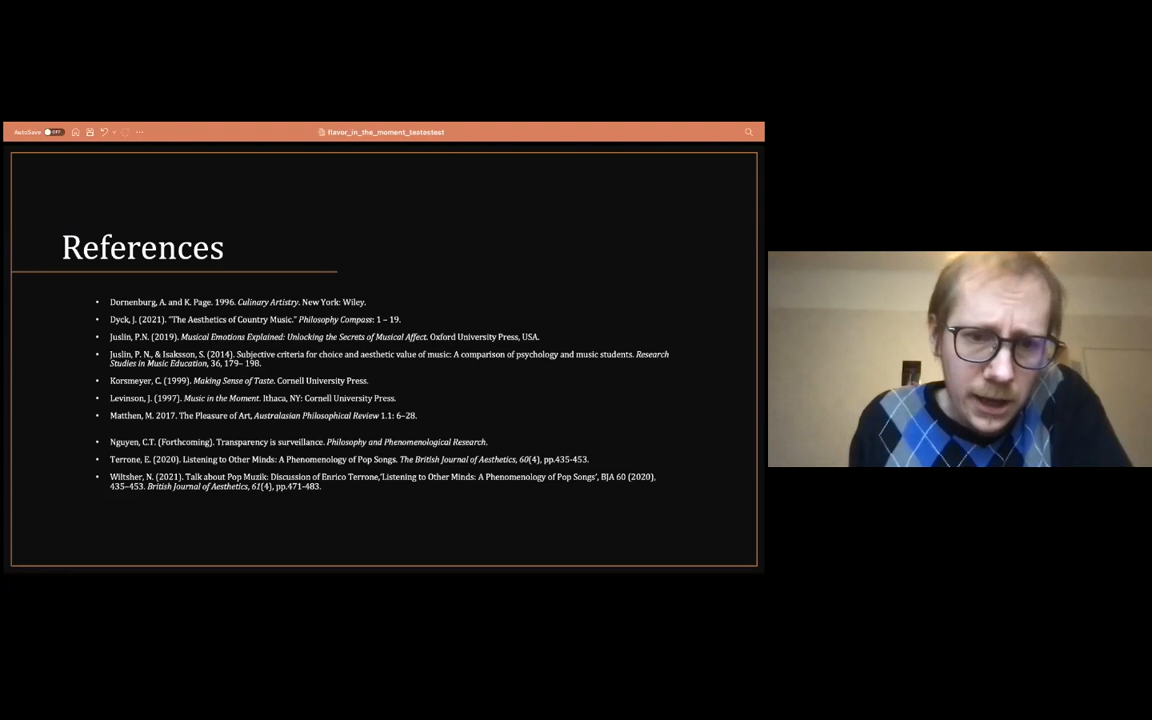 AutoSave OFF
flavor_in_the_moment_teatestest
References
• Dornenburg, A. and K. Page. 1996. Culinary Artistry. New York: Wiley.
• Dyck, J. (2021). "The Aesthetics of Country Music." Philosophy Compass: 1 – 19.
• Juslin, P.N. (2019). Musical Emotions Explained: Unlocking the Secrets of Musical Affect. Oxford University Press, USA.
• Juslin, P. N., & Isaksson, S. (2014). Subjective criteria for choice and aesthetic value of music: A comparison of psychology and music students. Research
Studies in Music Education, 36, 179– 198.
• Korsmeyer, C. (1999). Making Sense of Taste. Cornell University Press.
• Levinson, J. (1997). Music in the Moment. Ithaca, NY: Cornell University Press.
• Matthen, M. 2017. The Pleasure of Art, Australasian Philosophical Review 1.1: 6–28.
• Nguyen, C.T. (Forthcoming). Transparency is surveillance. Philosophy and Phenomenological Research.
• Terrone, E. (2020). Listening to Other Minds: A Phenomenology of Pop Songs. The British Journal of Aesthetics, 60(4), pp.435-453.
• Wiltsher, N. (2021). Talk about Pop Muzik: Discussion of Enrico Terrone,'Listening to Other Minds: A Phenomenology of Pop Songs', BJA 60 (2020),
435–453. British Journal of Aesthetics, 61(4), pp.471-483.